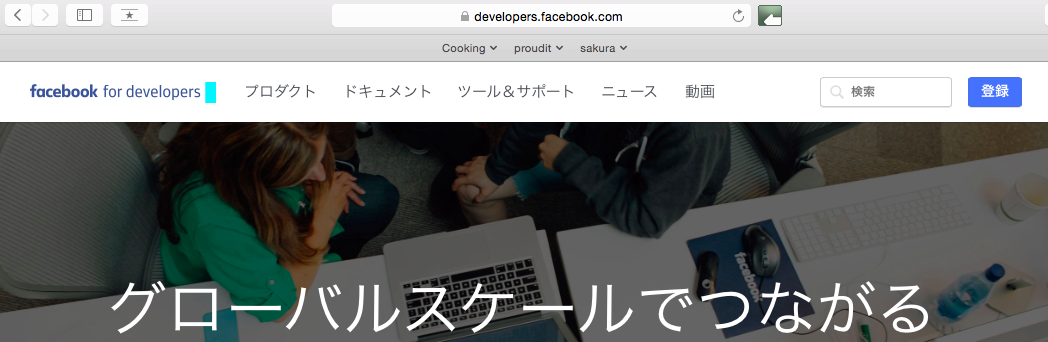 developers.facebook.com
Cooking proudit sakura
facebook for developers プロダクト ドキュメント ツール＆サポート ニュース 動画 検索 登録
facebook
グローバルスケールでつながる